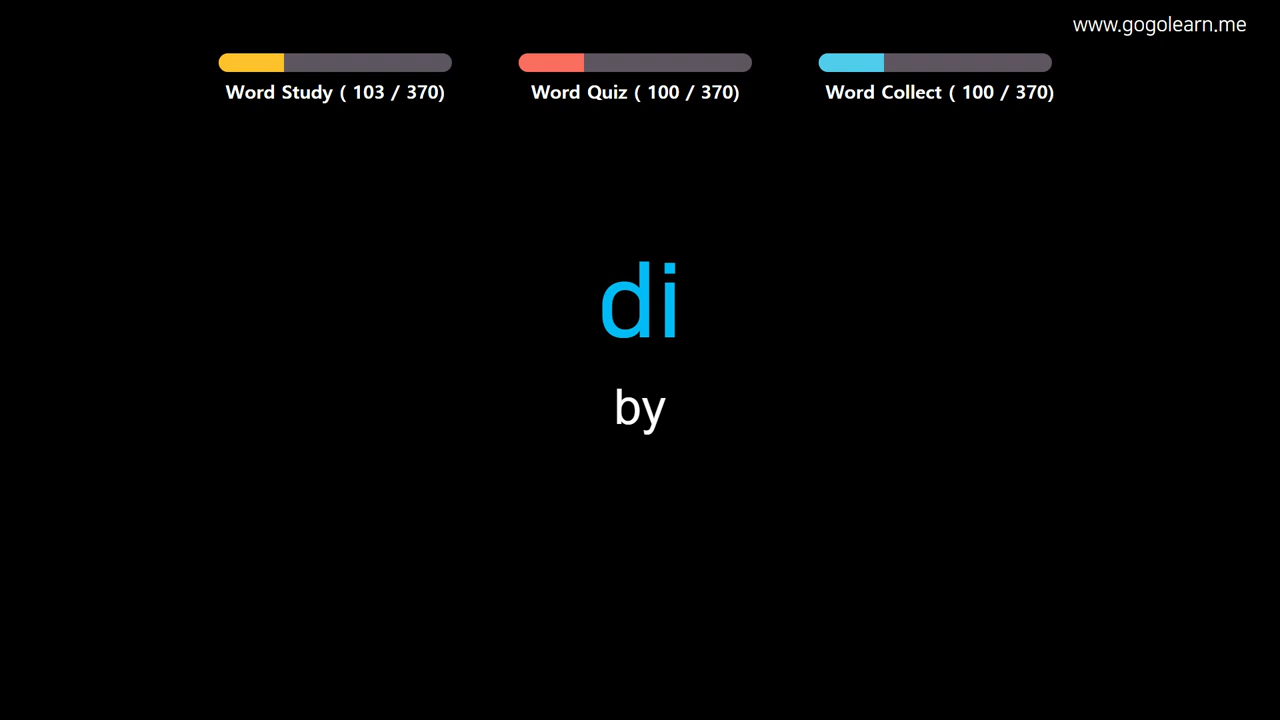 www.gogolearn.me
Word Study ( 103 / 370)
Word Quiz ( 100 / 370)
Word Collect ( 100 / 370)
di
by